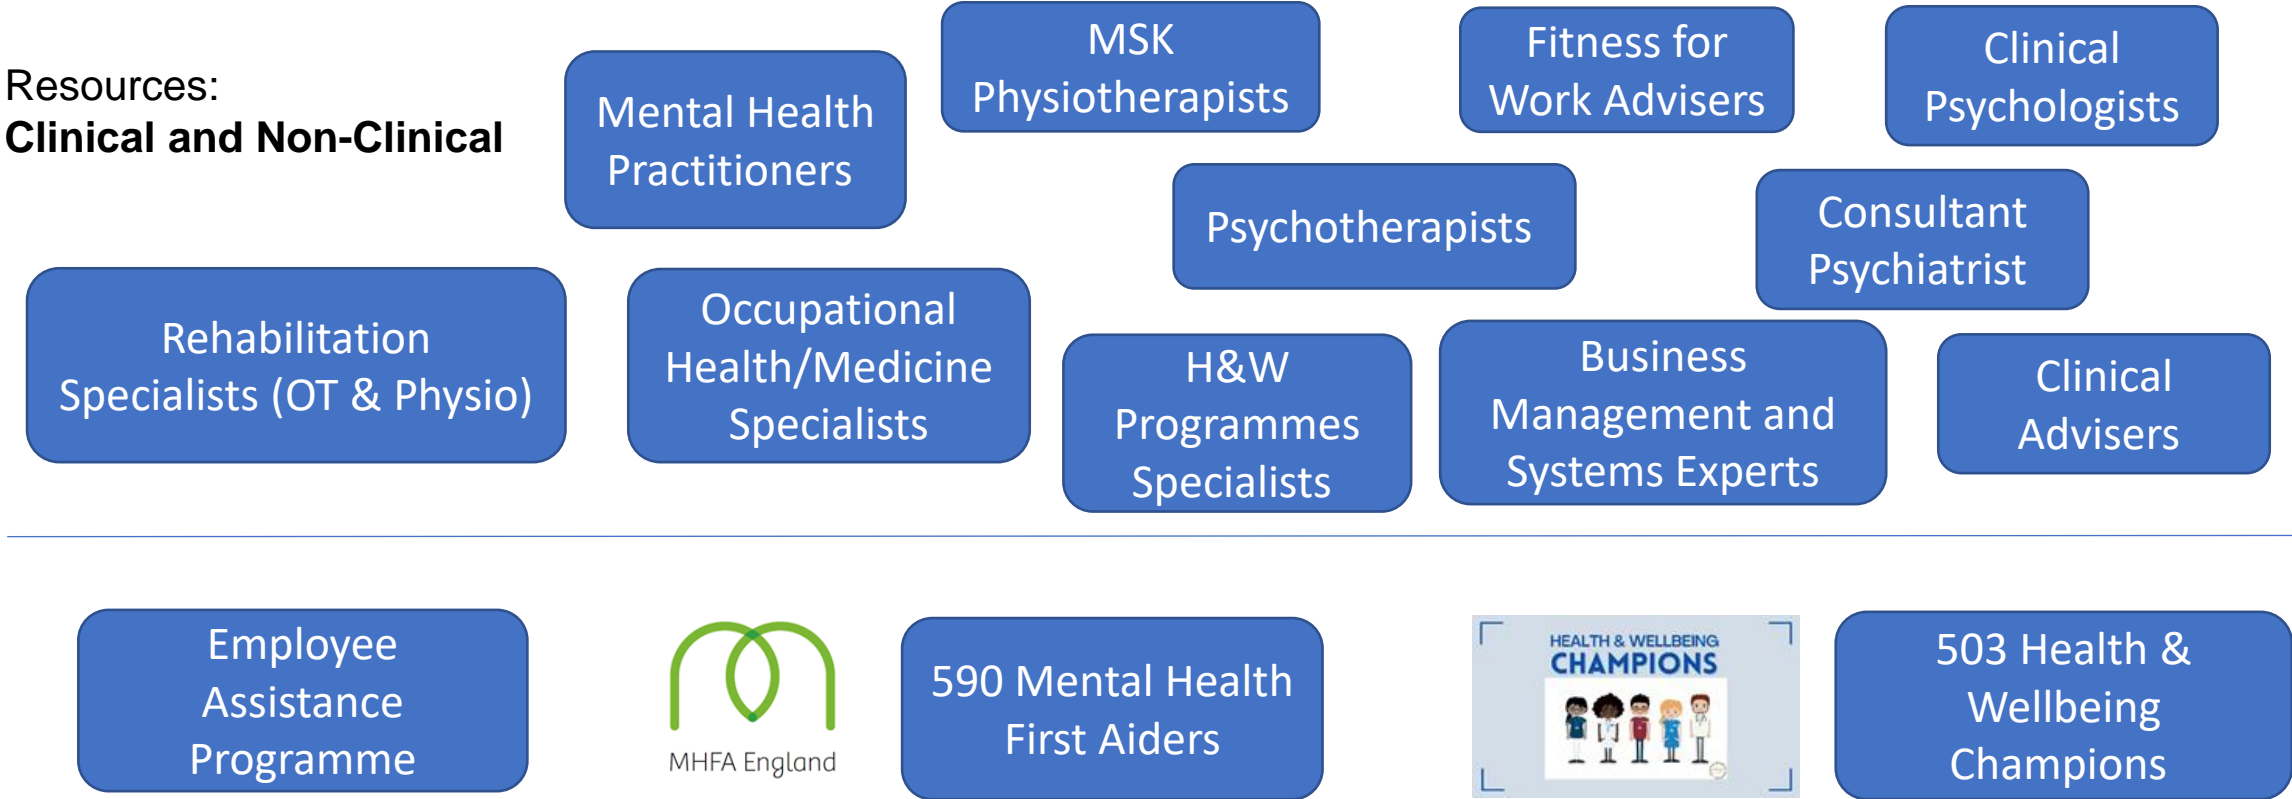 Resources:
Clinical and Non-Clinical
Mental Health
Practitioners
MSK
Physiotherapists
Fitness for
Work Advisers
Clinical
Psychologists
Psychotherapists
Consultant
Psychiatrist
Rehabilitation
Specialists (OT & Physio)
Occupational
Health/Medicine
Specialists
H&W
Programmes
Specialists
Business
Management and
Systems Experts
Clinical
Advisers
Employee
Assistance
Programme
MHFA England
590 Mental Health
First Aiders
HEALTH & WELLBEING
CHAMPIONS
503 Health &
Wellbeing
Champions